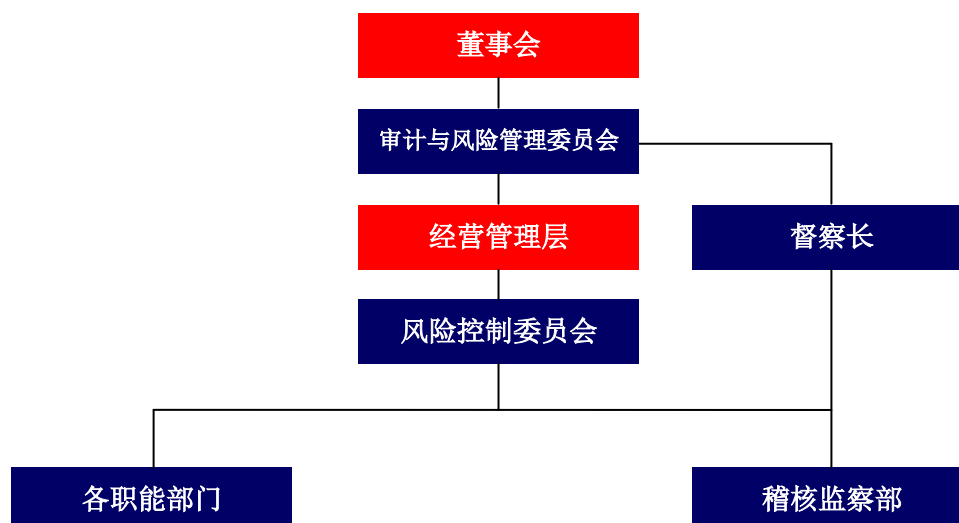 董事会
审计与风险管理委员会
经营管理层
督察长
风险控制委员会
各职能部门
稽核监察部